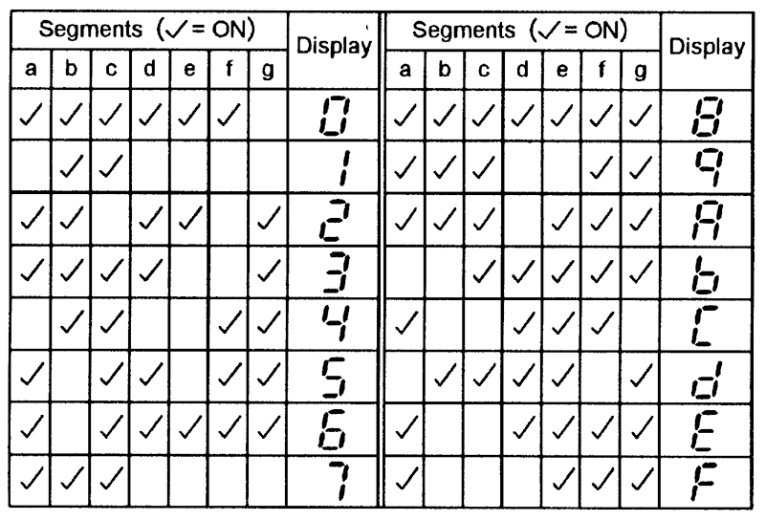 Segments (✓= ON) Display Segments (✓= ON) Display
a b c d e f g a b c d e f g
✓ ✓ ✓ ✓ ✓ ✓ 0 ✓ ✓ ✓ ✓ ✓ ✓ ✓ 8
✓ ✓ 1 ✓ ✓ ✓ ✓ ✓ 9
✓ ✓ ✓ ✓ ✓ 2 ✓ ✓ ✓ ✓ ✓ ✓ A
✓ ✓ ✓ ✓ ✓ 3 ✓ ✓ ✓ ✓ ✓ b
✓ ✓ ✓ ✓ 4 ✓ ✓ ✓ ✓ C
✓ ✓ ✓ ✓ ✓ 5 ✓ ✓ ✓ ✓ ✓ d
✓ ✓ ✓ ✓ ✓ ✓ 6 ✓ ✓ ✓ ✓ ✓ E
✓ ✓ ✓ 7 ✓ ✓ ✓ ✓ F